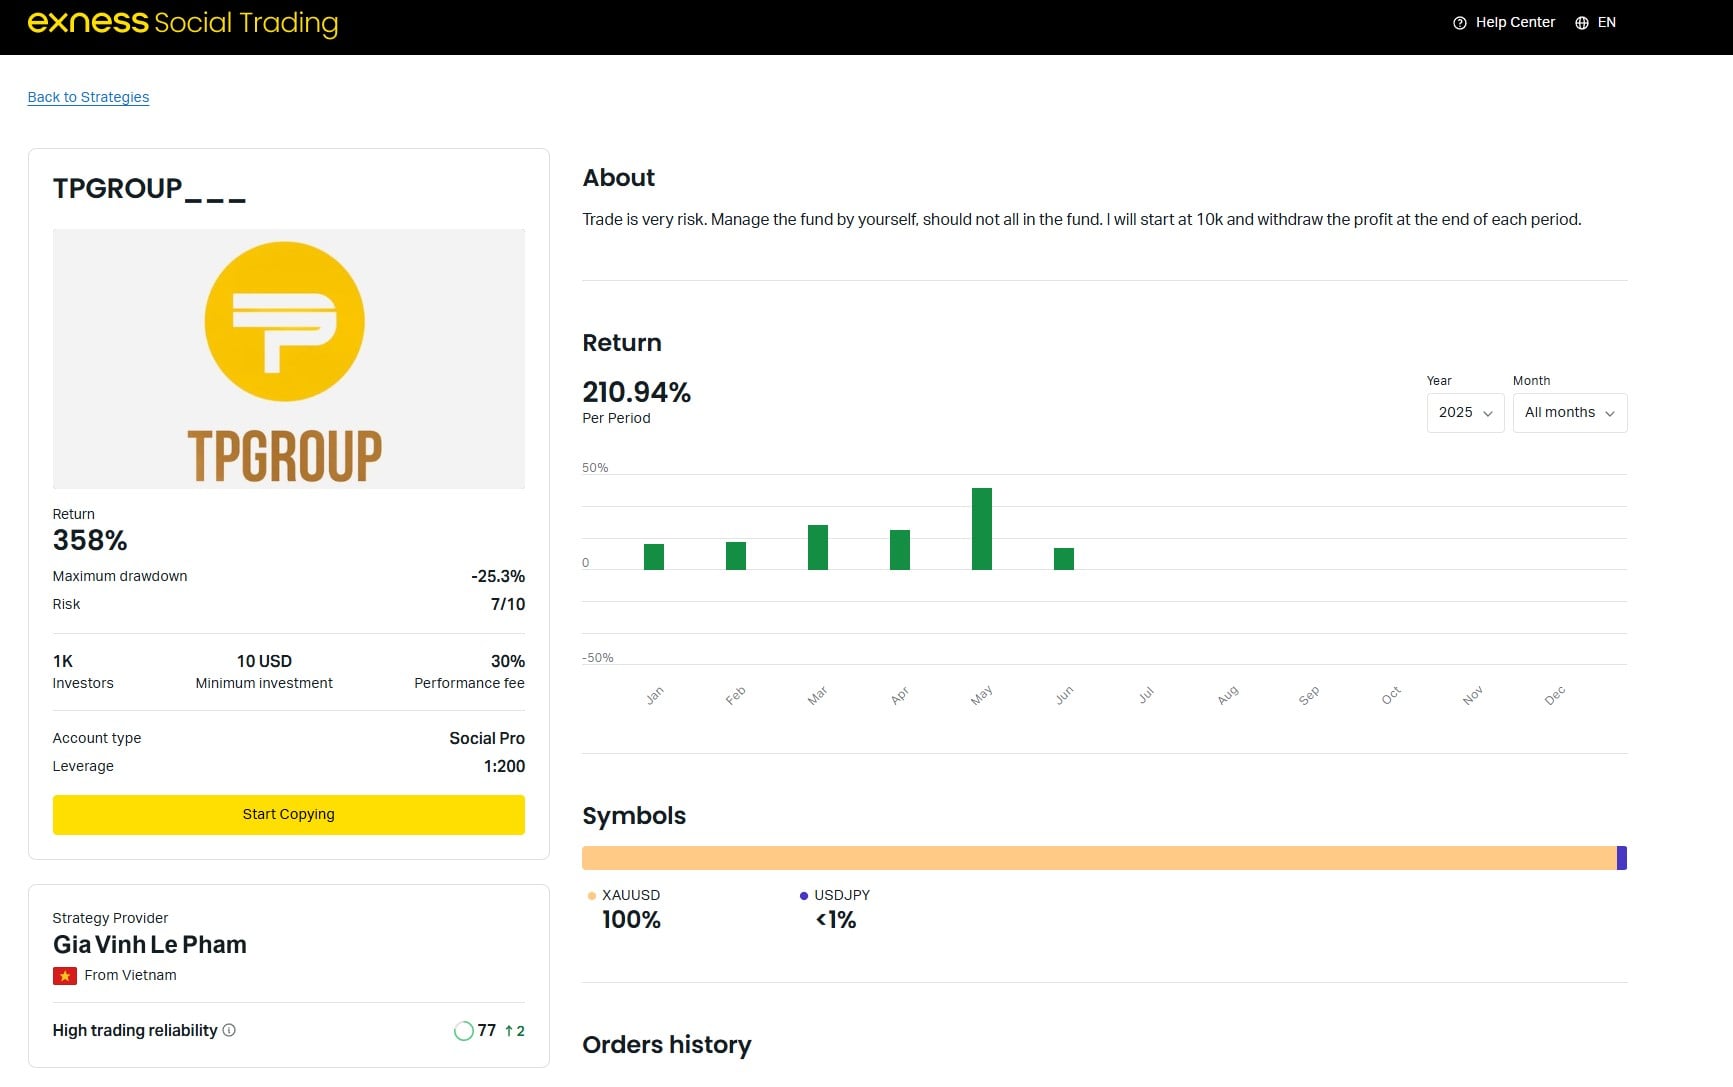 exness Social Trading
Help Center
EN
Back to Strategies
TPGROUP_ _ _
TPGROUP
Return
358%
Maximum drawdown -25.3%
Risk 7/10
1K 10 USD 30%
Investors Minimum investment Performance fee
Account type Social Pro
Leverage 1:200
Start Copying
Strategy Provider
Gia Vinh Le Pham
From Vietnam
High trading reliability 77 ↑ 2
About
Trade is very risk. Manage the fund by yourself, should not all in the fund. I will start at 10k and withdraw the profit at the end of each period.
Return
210.94%
Per Period
Year Month
2025 All months
50%
0
-50%
Jan Feb Mar Apr May Jun Jul Aug Sep Oct Nov Dec
Symbols
XAUUSD USDJPY
100% <1%
Orders history